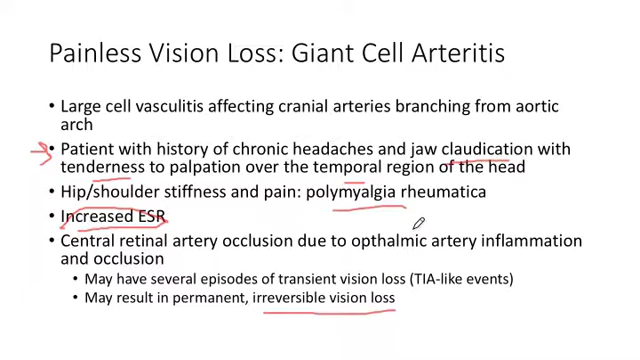 Painless Vision Loss: Giant Cell Arteritis
• Large cell vasculitis affecting cranial arteries branching from aortic
arch
• Patient with history of chronic headaches and jaw claudication with
tenderness to palpation over the temporal region of the head
• Hip/shoulder stiffness and pain: polymyalgia rheumatica
• Increased ESR
• Central retinal artery occlusion due to opthalmic artery inflammation
and occlusion
• May have several episodes of transient vision loss (TIA-like events)
• May result in permanent, irreversible vision loss